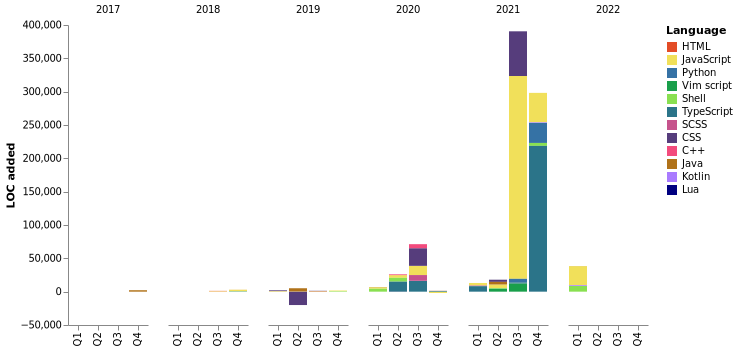 2017 2018 2019 2020 2021 2022
LOC added
400,000
350,000
300,000
250,000
200,000
150,000
100,000
50,000
0
−50,000
Q1 Q2 Q3 Q4 Q1 Q2 Q3 Q4 Q1 Q2 Q3 Q4 Q1 Q2 Q3 Q4 Q1 Q2 Q3 Q4 Q1 Q2 Q3 Q4
Language
HTML
JavaScript
Python
Vim script
Shell
TypeScript
SCSS
CSS
C++
Java
Kotlin
Lua